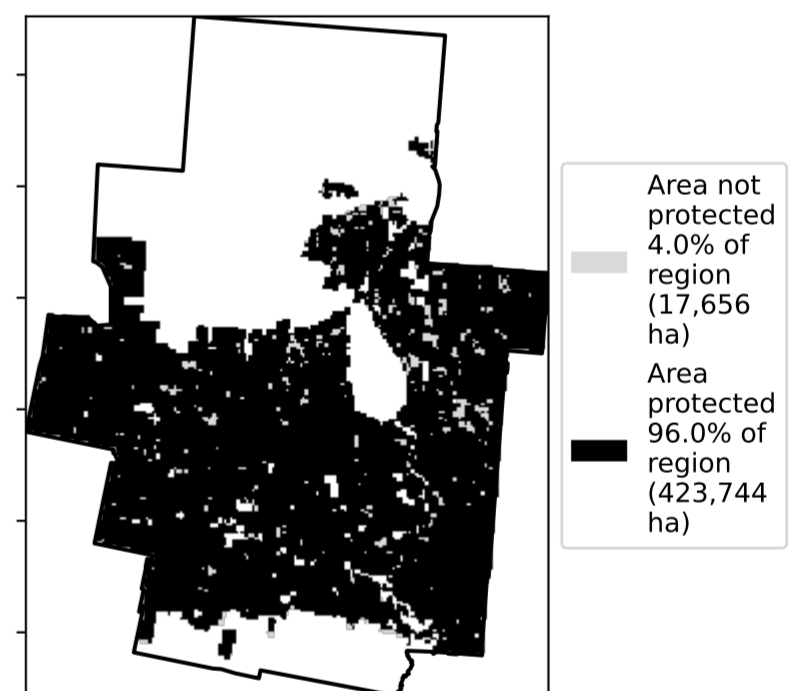 Area not
protected
4.0% of
region
(17,656
ha)
Area
protected
96.0% of
region
(423,744
ha)